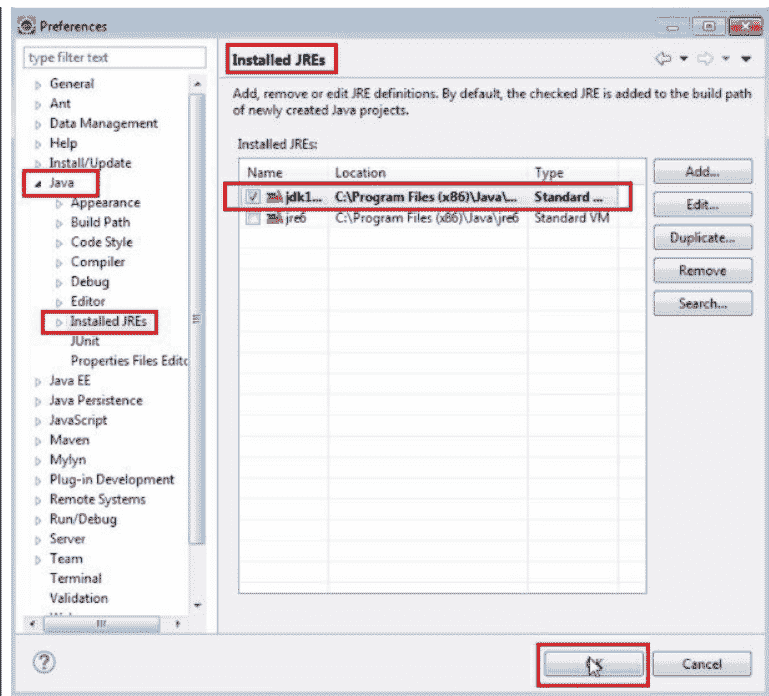 Preferences
type filter text
General
Ant
Data Management
Help
Install/Update
Java
Appearance
Build Path
Code Style
Compiler
Debug
Editor
Installed JREs
JUnit
Properties Files Edito
Java EE
Java Persistence
JavaScript
Maven
Mylyn
Plug-in Development
Remote Systems
Run/Debug
Server
Team
Terminal
Validation
Installed JREs
Add, remove or edit JRE definitions. By default, the checked JRE is added to the build path
of newly created Java projects.
Installed JREs:
Name Location Type
jdk1... C:\Program Files (x86)\Java\... Standard ...
jre6 C:\Program Files (x86)\Java\jre6 Standard VM
Add...
Edit...
Duplicate...
Remove
Search...
Cancel